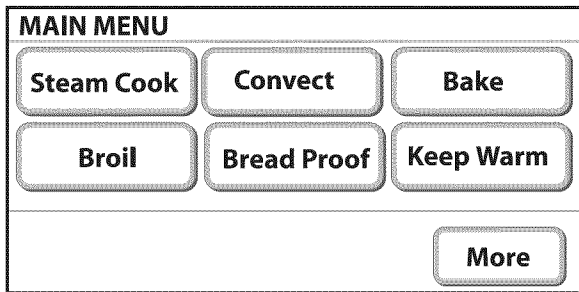 MAIN MENU
Steam Cook Convect Bake
Broil Bread Proof Keep Warm
More